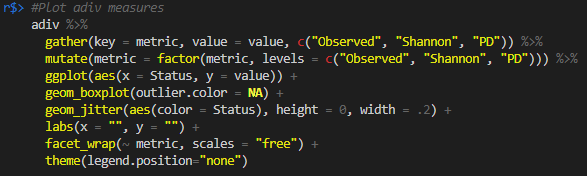 r$> #Plot adiv measures
adiv %>%
gather(key = metric, value = value, c("Observed", "Shannon", "PD")) %>%
mutate(metric = factor(metric, levels = c("Observed", "Shannon", "PD"))) %>%
ggplot(aes(x = Status, y = value)) +
geom_boxplot(outlier.color = NA) +
geom_jitter(aes(color = Status), height = 0, width = .2) +
labs(x = "", y = "") +
facet_wrap(~ metric, scales = "free") +
theme(legend.position="none")